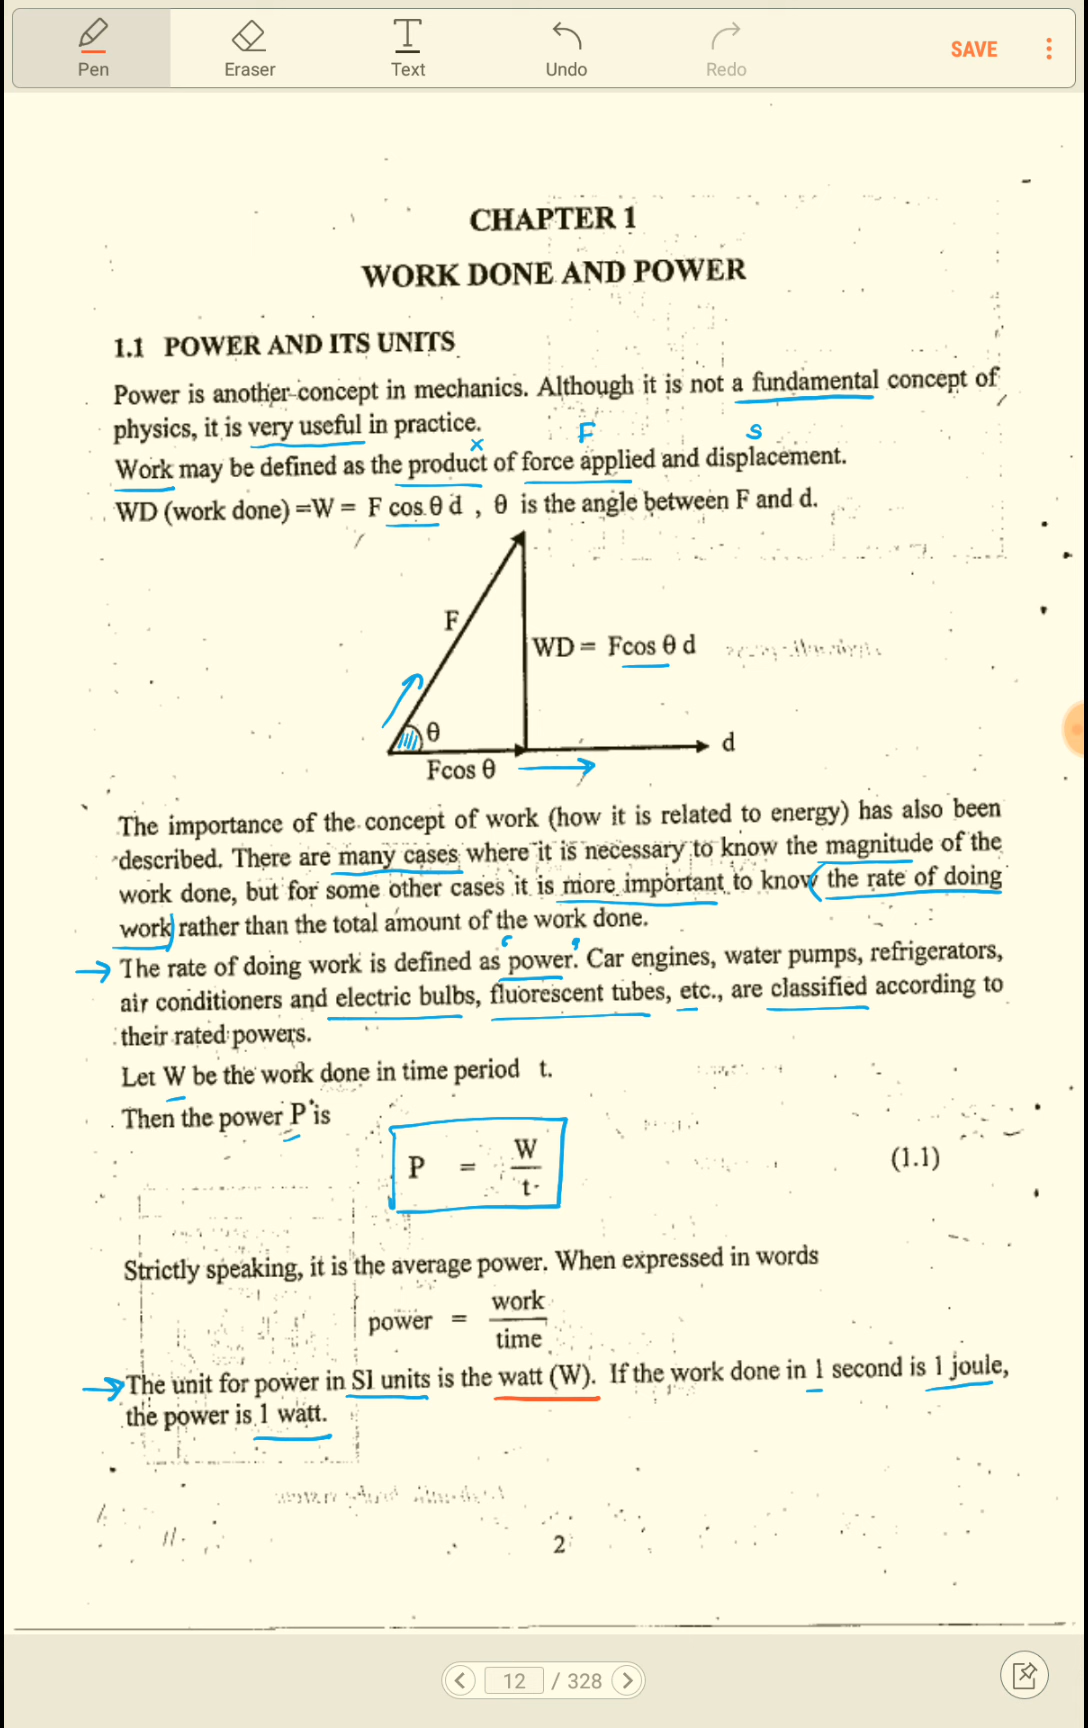 Pen
Eraser
Text
Undo
Redo
SAVE
CHAPTER 1
WORK DONE AND POWER
1.1 POWER AND ITS UNITS
Power is another concept in mechanics. Although it is not a fundamental concept of
physics, it is very useful in practice.
x F S
Work may be defined as the product of force applied and displacement.
WD (work done) =W = F cos θ d , θ is the angle between F and d.
F
WD = Fcos θ d
θ
d
Fcos θ
The importance of the concept of work (how it is related to energy) has also been
described. There are many cases where it is necessary to know the magnitude of the
work done, but for some other cases it is more important to know the rate of doing
work rather than the total amount of the work done.
The rate of doing work is defined as 'power'. Car engines, water pumps, refrigerators,
air conditioners and electric bulbs, fluorescent tubes, etc., are classified according to
their rated powers.
Let W be the work done in time period t.
Then the power P is
P = W
t
(1.1)
Strictly speaking, it is the average power. When expressed in words
power = work
time
The unit for power in SI units is the watt (W). If the work done in 1 second is 1 joule,
the power is 1 watt.
2
12 / 328